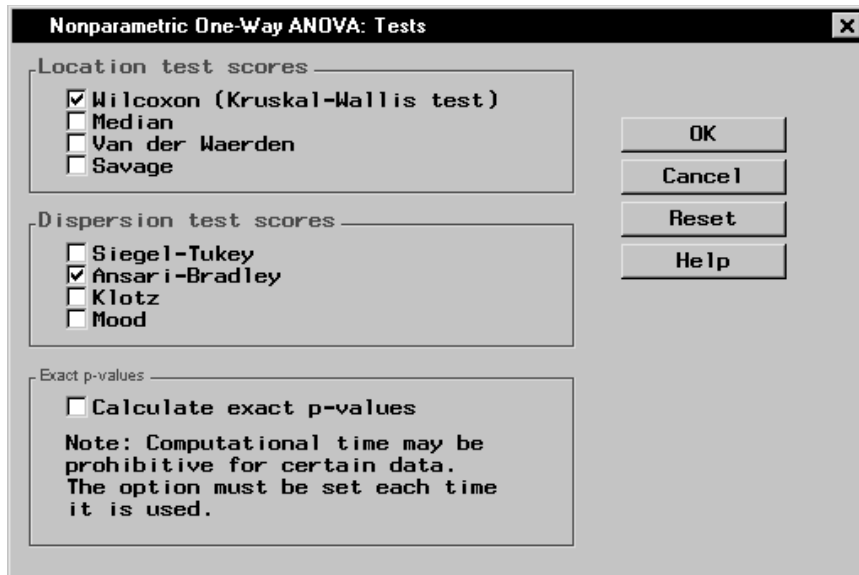 Nonparametric One-Way ANOVA: Tests
Location test scores
Wilcoxon (Kruskal-Wallis test)
Median
Van der Waerden
Savage
Dispersion test scores
Siegel-Tukey
Ansari-Bradley
Klotz
Mood
Exact p-values
Calculate exact p-values
Note: Computational time may be
prohibitive for certain data.
The option must be set each time
it is used.
OK
Cancel
Reset
Help